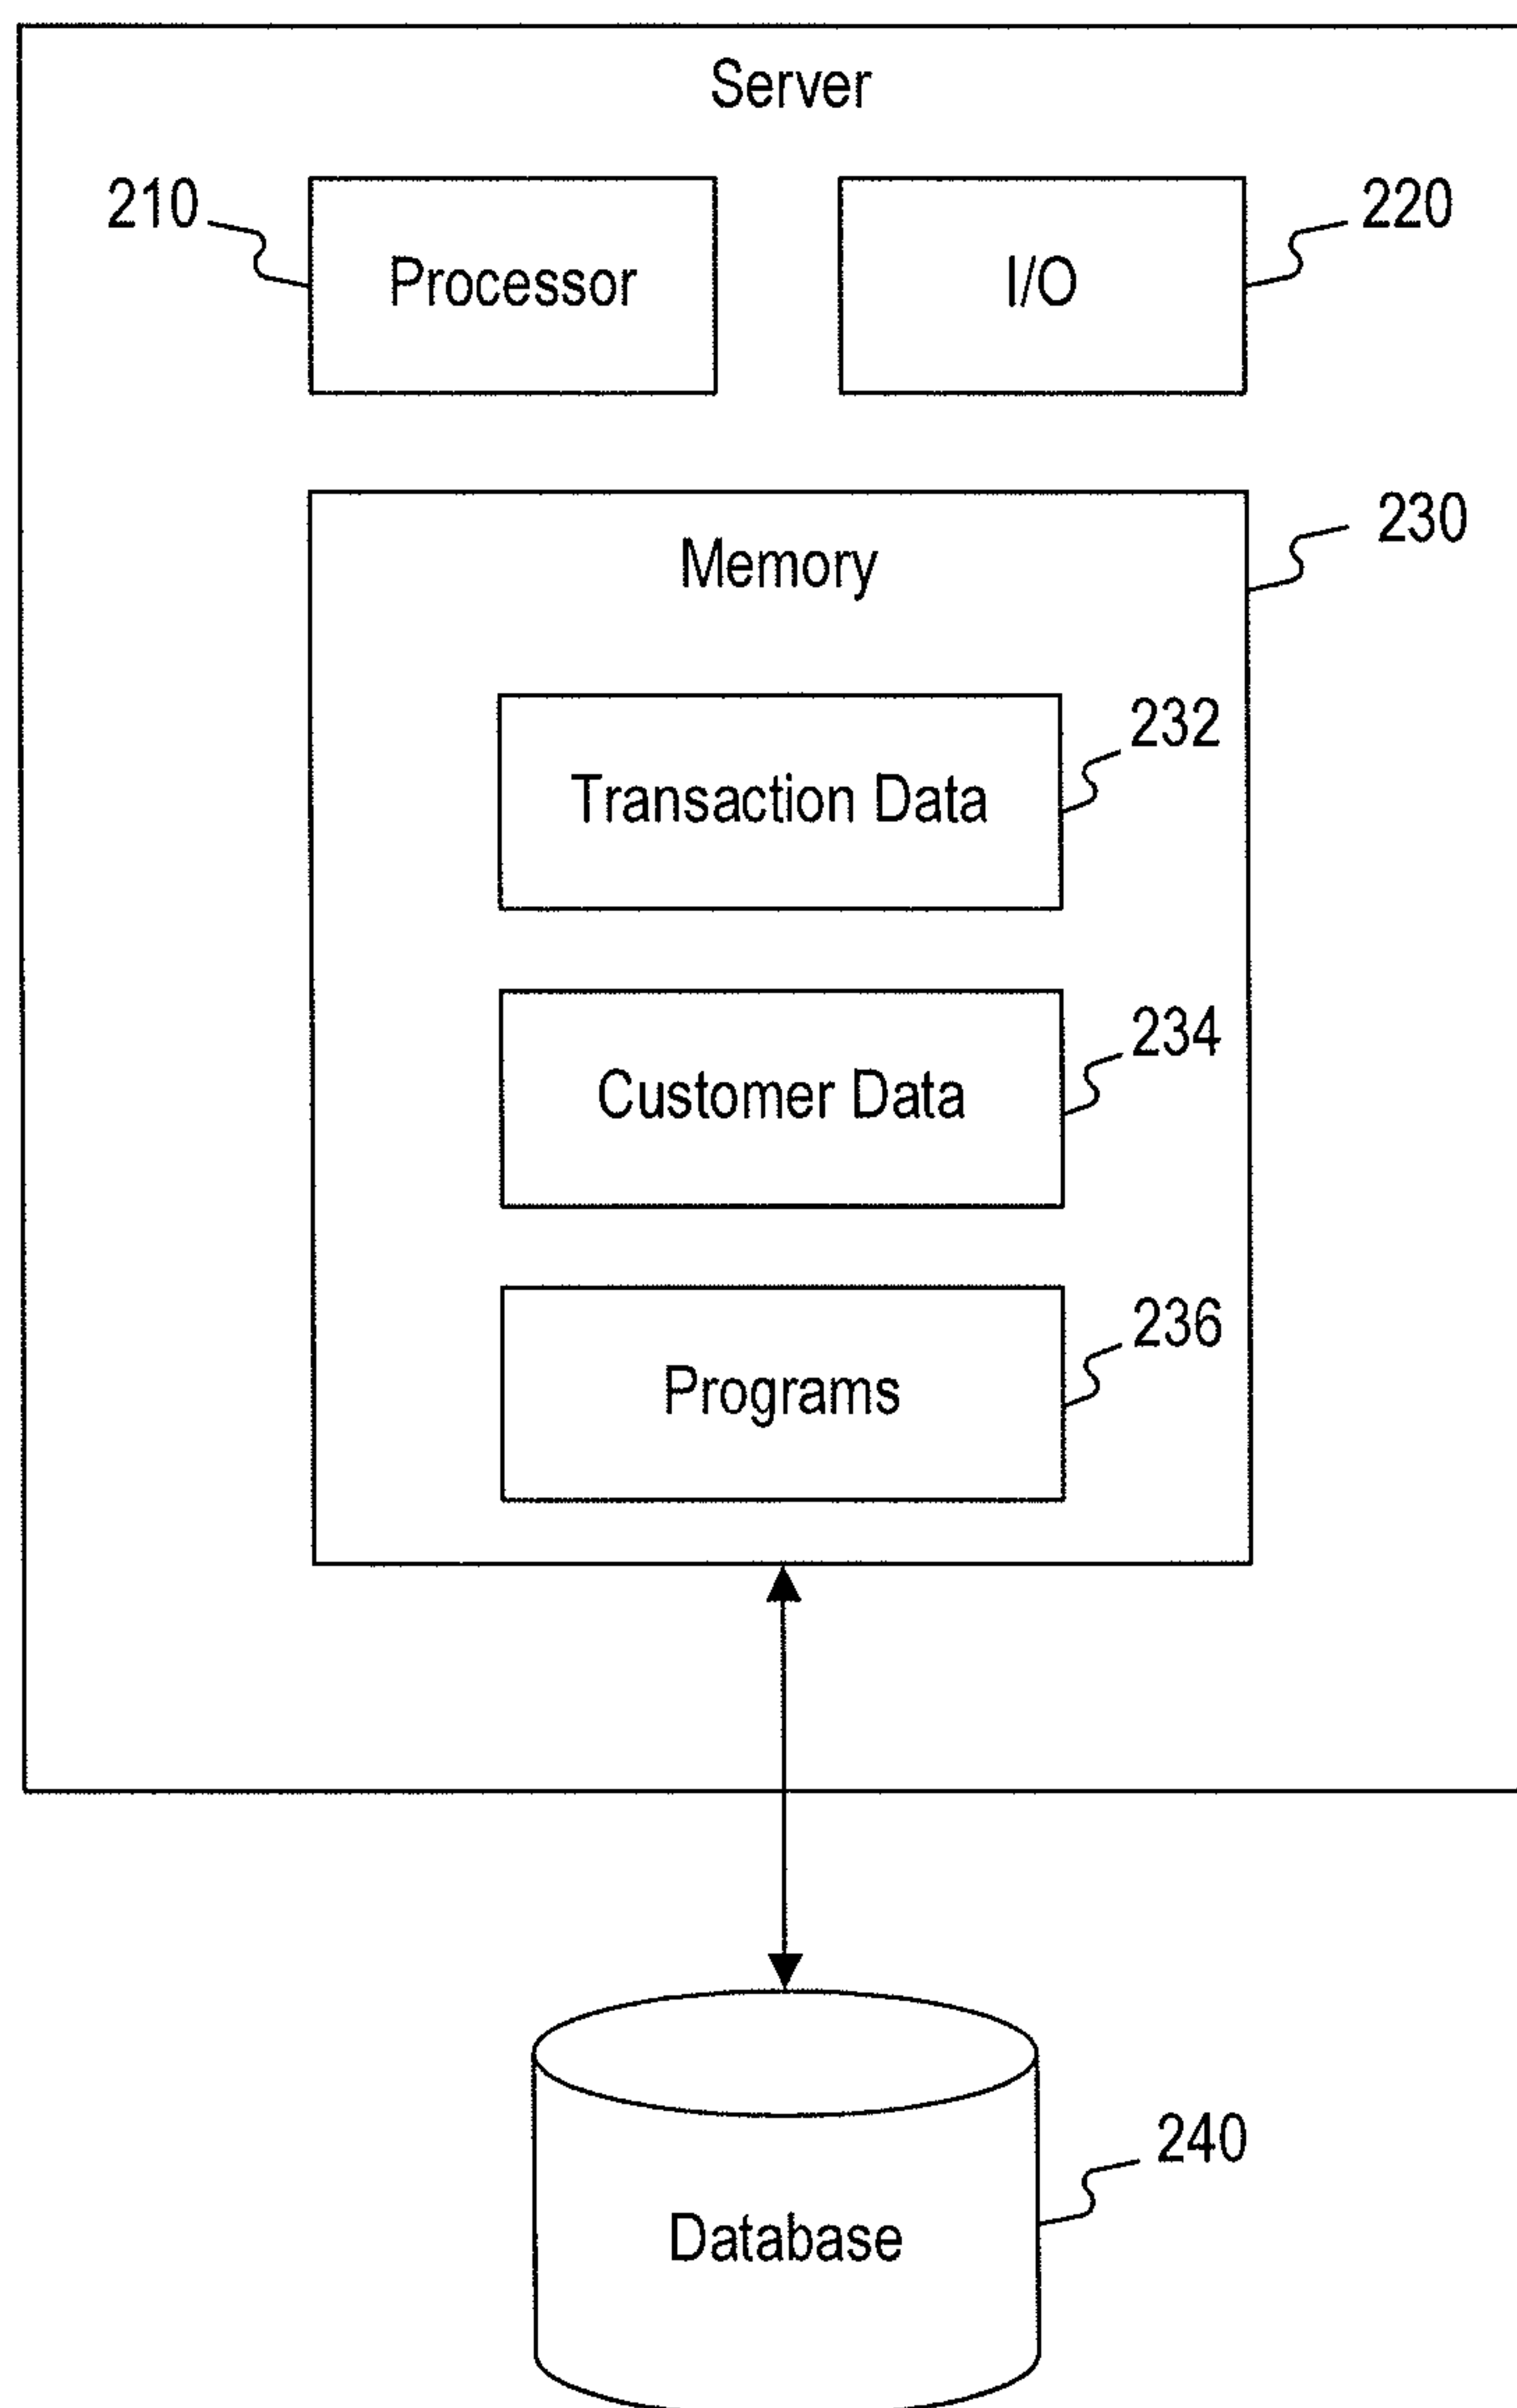 Server
210
Processor
I/O
220
230
Memory
232
Transaction Data
234
Customer Data
236
Programs
240
Database